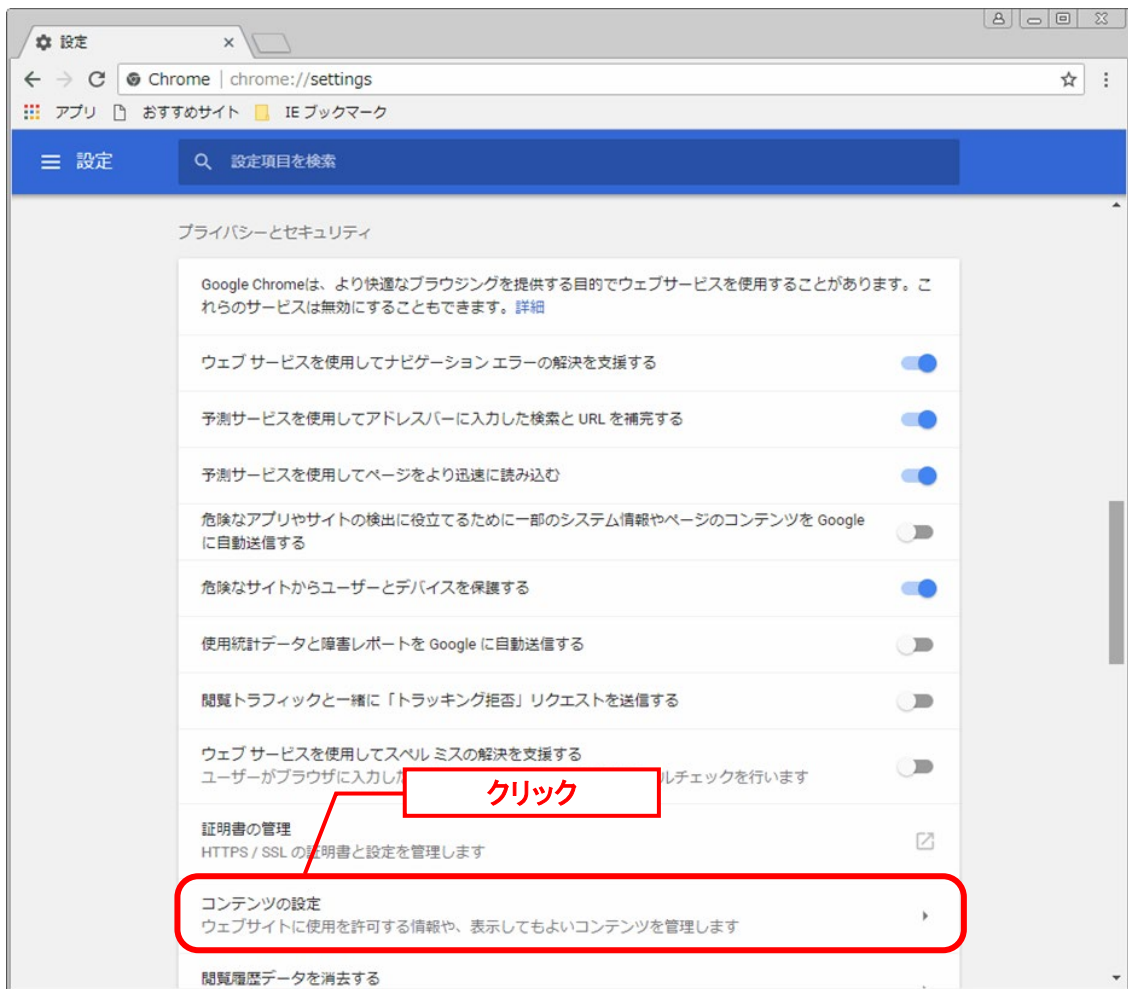 設定
Chrome | chrome://settings
アプリ おすすめサイト IE ブックマーク
設定 設定項目を検索
プライバシーとセキュリティ
Google Chromeは、より快適なブラウジングを提供する目的でウェブサービスを使用することがあります。こ
れらのサービスは無効にすることもできます。詳細
ウェブ サービスを使用してナビゲーション エラーの解決を支援する
予測サービスを使用してアドレスバーに入力した検索と URL を補完する
予測サービスを使用してページをより迅速に読み込む
危険なアプリやサイトの検出に役立てるために一部のシステム情報やページのコンテンツを Google
に自動送信する
危険なサイトからユーザーとデバイスを保護する
使用統計データと障害レポートを Google に自動送信する
閲覧トラフィックと一緒に「トラッキング拒否」リクエストを送信する
ウェブ サービスを使用してスペル ミスの解決を支援する
ユーザーがブラウザに入力した
ルチェックを行います
クリック
証明書の管理
HTTPS / SSL の証明書と設定を管理します
コンテンツの設定
ウェブサイトに使用を許可する情報や、表示してもよいコンテンツを管理します
閲覧履歴データを消去する